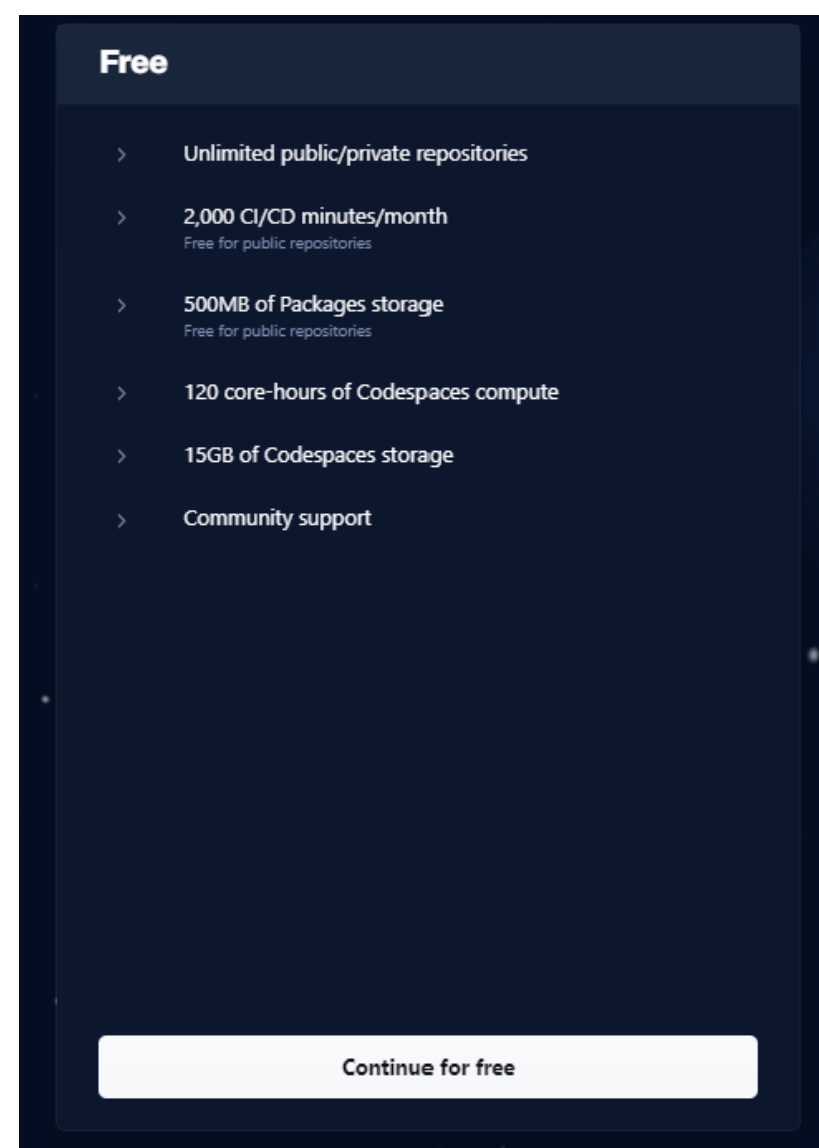 Free
Unlimited public/private repositories
2,000 CI/CD minutes/month
Free for public repositories
500MB of Packages storage
Free for public repositories
120 core-hours of Codespaces compute
15GB of Codespaces storage
Community support
Continue for free